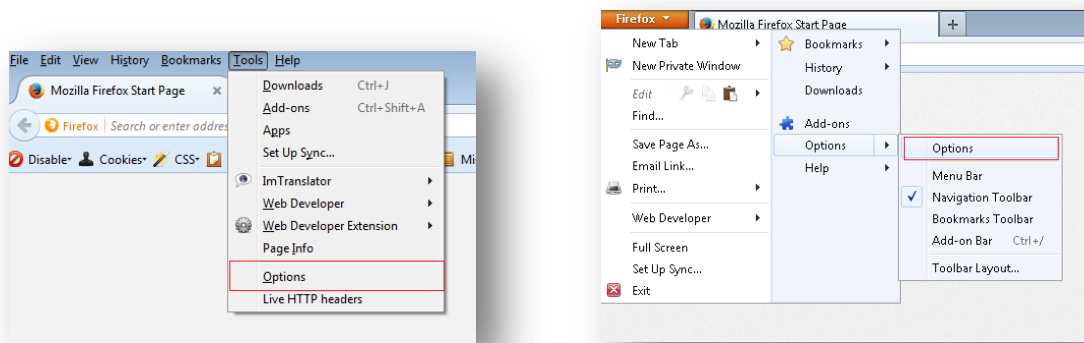 File Edit View History Bookmarks Tools Help
Mozilla Firefox Start Page ×
Firefox Search or enter addres
Disable Cookies CSS Mi
Downloads Ctrl+J
Add-ons Ctrl+Shift+A
Apps
Set Up Sync...
ImTranslator
Web Developer
Web Developer Extension
Page Info
Options
Live HTTP headers
Firefox
Mozilla Firefox Start Page +
New Tab
New Private Window
Edit
Find...
Save Page As...
Email Link...
Print...
Web Developer
Full Screen
Set Up Sync...
Exit
Bookmarks
History
Downloads
Add-ons
Options
Help
Options
Menu Bar
Navigation Toolbar
Bookmarks Toolbar
Add-on Bar Ctrl+/
Toolbar Layout...